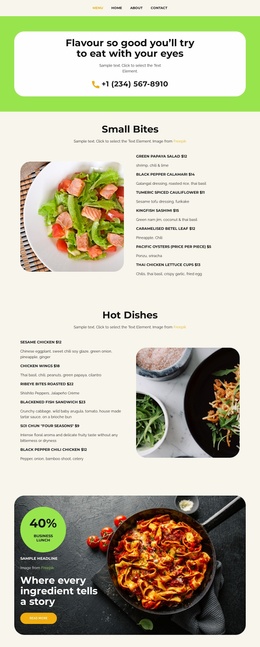 MENU HOME ABOUT CONTACT
Flavour so good you'll try
to eat with your eyes
Sample text. Click to select the Text
Element.
+1 (234) 567-8910
Small Bites
Sample text. Click to select the Text Element. Image from Freepik
GREEN PAPAYA SALAD $12
shrimp, chili & lime
BLACK PEPPER CALAMARI $14
Galangal dressing, roasted rice, thai basil
TUMERIC SPICED CAULIFLOWER $11
Sesame tofu dressing, furikake
KINGFISH SASHIMI $15
Green nam jim, coconut & thai basil
CARAMELISED BETEL LEAF $12
Pineapple, Chili
PACIFIC OYSTERS (PRICE PER PIECE) $5
Ponzu, sriracha
THAI CHICKEN LETTUCE CUPS $13
Chilin, thai basil, crispy garlic, fried egg
Hot Dishes
Sample text. Click to select the Text Element. Image from Freepik
SESAME CHICKEN $12
Chinese eggplant, sweet chili soy glaze, green onion,
pineapple, ginger
CHICKEN WINGS $18
Thai basil, chili, peanuts, green papaya, cilantro
RIBEYE BITES ROASTED $22
Shishito Peppers, Jalapeño Creme
BLACKENED FISH SANDWICH $23
Crunchy cabbage, wild baby arugula, tomato, house made
tartar sauce, on a brioche bun
SOI CHUN "FOUR SEASONS" $9
Intense floral aroma and delicate fruity taste without any
bitterness or dryness.
BLACK PEPPER CHILI CHICKEN $12
Pepper, onion, bamboo shoot, celery
40%
BUSINESS
LUNCH
SAMPLE HEADLINE
Image from Freepik
Where every
ingredient tells
a story